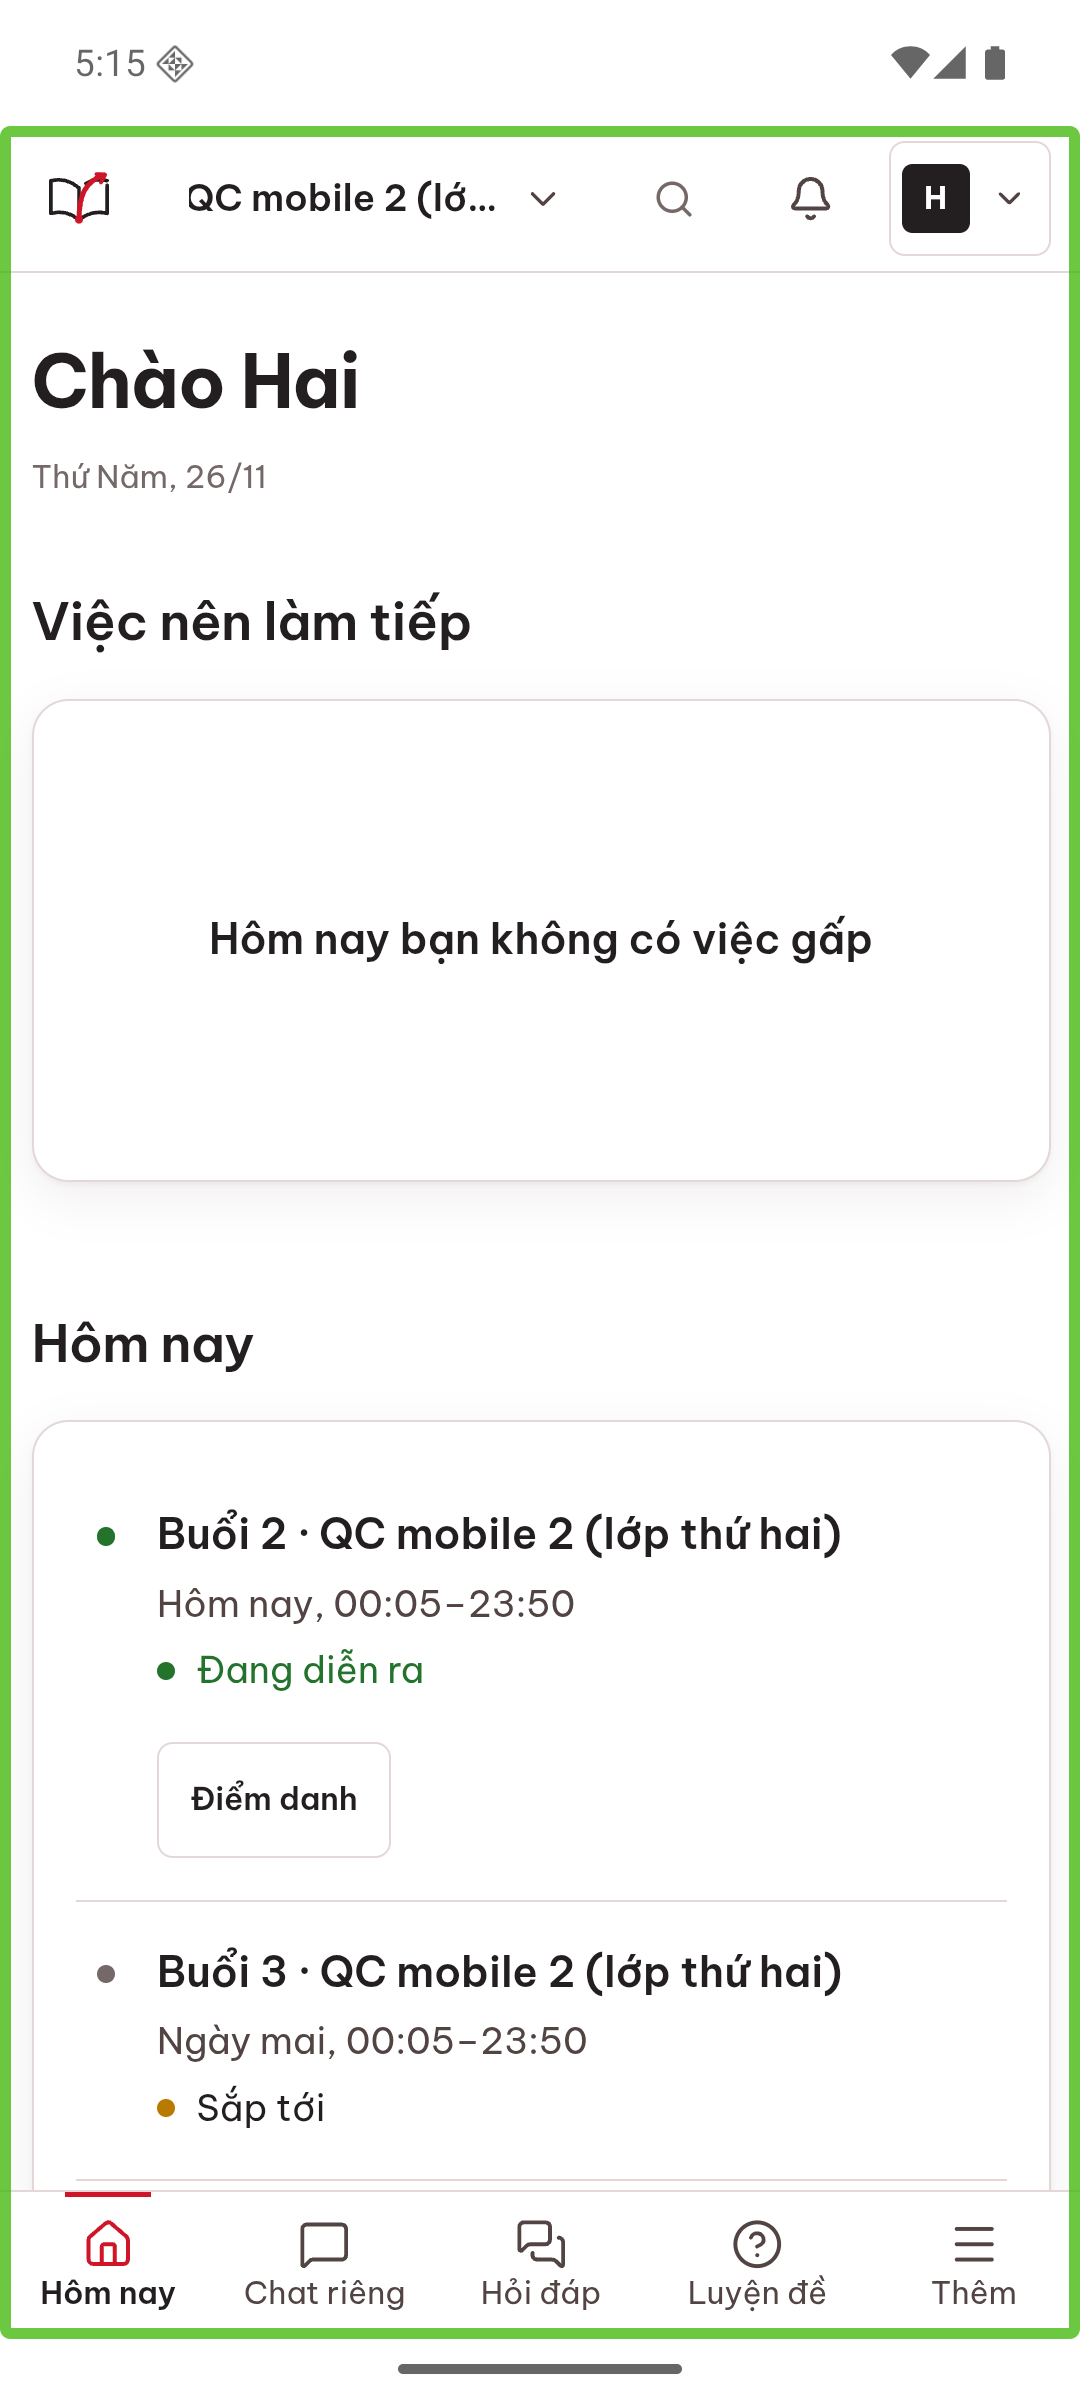 5:15
QC mobile 2 (lớ...
H
Chào Hai
Thứ Năm, 26/11
Việc nên làm tiếp
Hôm nay bạn không có việc gấp
Hôm nay
Buổi 2 · QC mobile 2 (lớp thứ hai)
Hôm nay, 00:05–23:50
Đang diễn ra
Điểm danh
Buổi 3 · QC mobile 2 (lớp thứ hai)
Ngày mai, 00:05–23:50
Sắp tới
Hôm nay
Chat riêng
Hỏi đáp
Luyện đề
Thêm